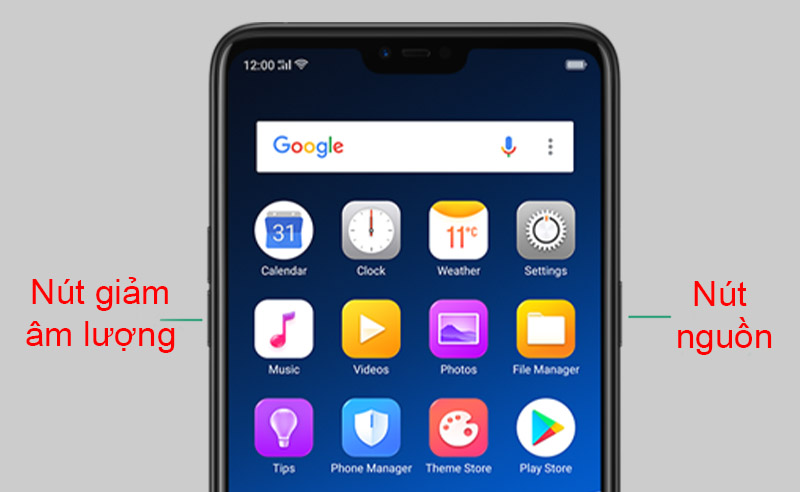 12:00
Google
31
11°C
Calendar Clock Weather Settings
Nút giảm
âm lượng
Nút
nguồn
Music Videos Photos File Manager
Tips Phone Manager Theme Store Play Store